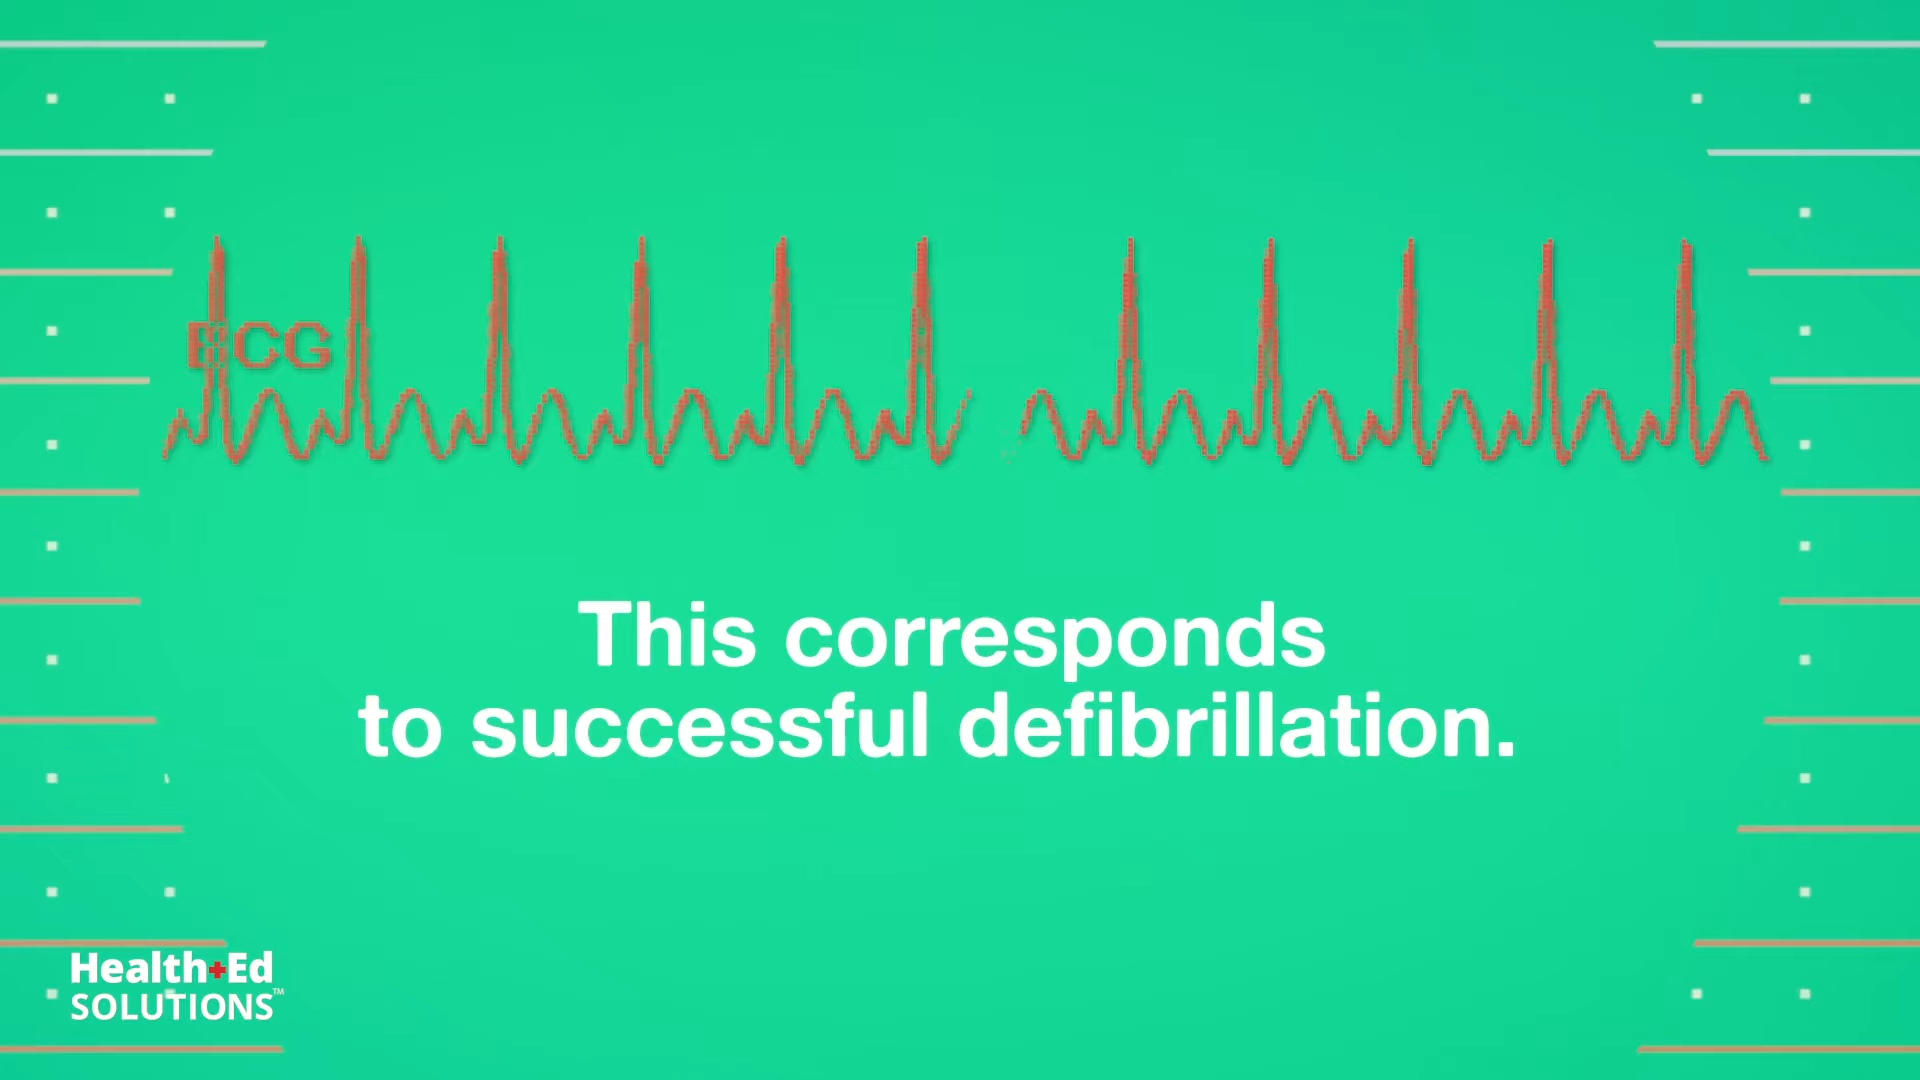 ECG
This corresponds
to successful defibrillation.
Health+Ed
SOLUTIONS™